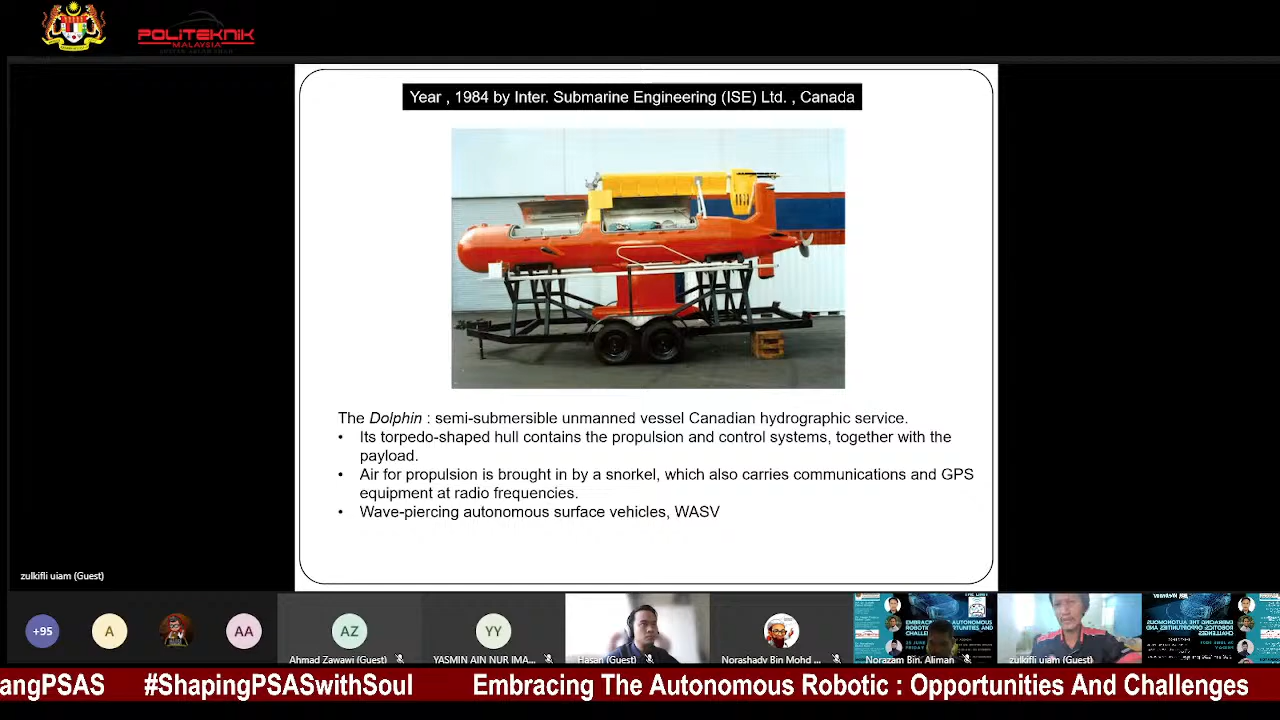 POLITEKNIK
MALAYSIA
Year , 1984 by Inter. Submarine Engineering (ISE) Ltd. , Canada
The Dolphin : semi-submersible unmanned vessel Canadian hydrographic service.
• Its torpedo-shaped hull contains the propulsion and control systems, together with the
payload.
• Air for propulsion is brought in by a snorkel, which also carries communications and GPS
equipment at radio frequencies.
• Wave-piercing autonomous surface vehicles, WASV
zulkifli uiam (Guest)
+95
A
AA
AZ
YY
Ahmad Zawawi (Guest)
YASMIN AIN NUR IMA...
Hasan (Guest)
Norashady Bin Mohd ...
Norazam Bin. Aliman
zulkifli uiam (Guest)
angPSAS #ShapingPSASwithSoul Embracing The Autonomous Robotic : Opportunities And Challenges